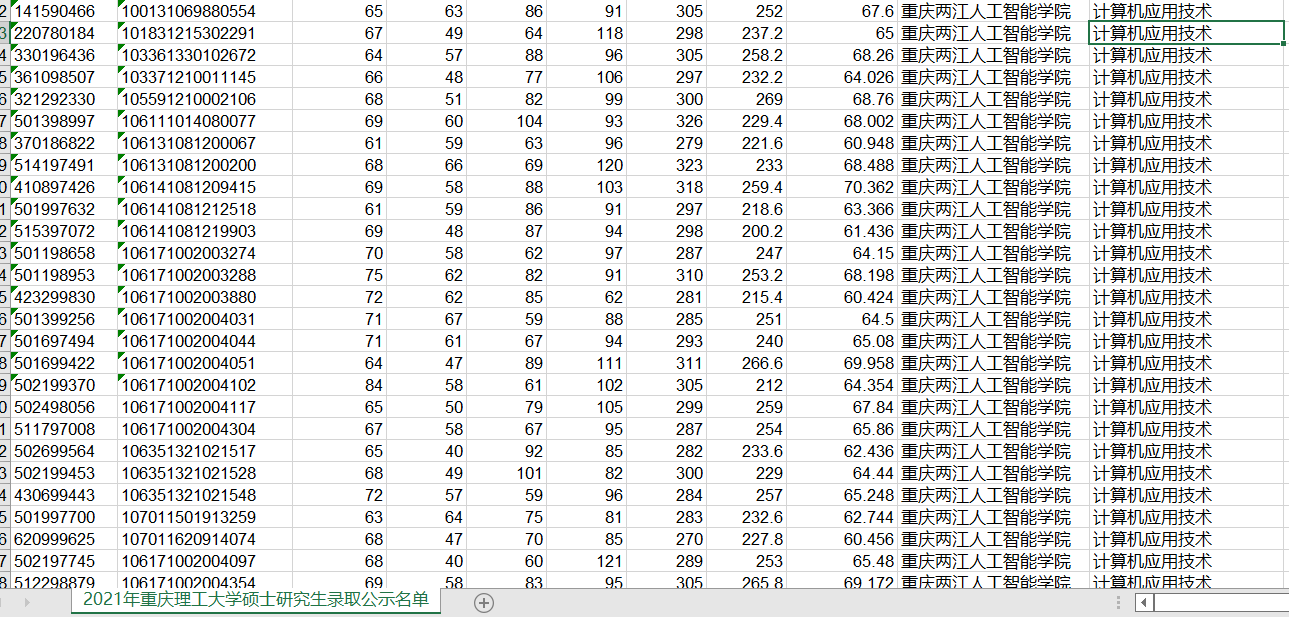 2 141590466 100131069880554 65 63 86 91 305 252 67.6 重庆两江人工智能学院 计算机应用技术
3 220780184 101831215302291 67 49 64 118 298 237.2 65 重庆两江人工智能学院 计算机应用技术
4 330196436 103361330102672 64 57 88 96 305 258.2 68.26 重庆两江人工智能学院 计算机应用技术
5 361098507 103371210011145 66 48 77 106 297 232.2 64.026 重庆两江人工智能学院 计算机应用技术
6 321292330 105591210002106 68 51 82 99 300 269 68.76 重庆两江人工智能学院 计算机应用技术
7 501398997 106111014080077 69 60 104 93 326 229.4 68.002 重庆两江人工智能学院 计算机应用技术
8 370186822 106131081200067 61 59 63 96 279 221.6 60.948 重庆两江人工智能学院 计算机应用技术
9 514197491 106131081200200 68 66 69 120 323 233 68.488 重庆两江人工智能学院 计算机应用技术
0 410897426 106141081209415 69 58 88 103 318 259.4 70.362 重庆两江人工智能学院 计算机应用技术
1 501997632 106141081212518 61 59 86 91 297 218.6 63.366 重庆两江人工智能学院 计算机应用技术
2 515397072 106141081219903 69 48 87 94 298 200.2 61.436 重庆两江人工智能学院 计算机应用技术
3 501198658 106171002003274 70 58 62 97 287 247 64.15 重庆两江人工智能学院 计算机应用技术
4 501198953 106171002003288 75 62 82 91 310 253.2 68.198 重庆两江人工智能学院 计算机应用技术
5 423299830 106171002003880 72 62 85 62 281 215.4 60.424 重庆两江人工智能学院 计算机应用技术
6 501399256 106171002004031 71 67 59 88 285 251 64.5 重庆两江人工智能学院 计算机应用技术
7 501697494 106171002004044 71 61 67 94 293 240 65.08 重庆两江人工智能学院 计算机应用技术
8 501699422 106171002004051 64 47 89 111 311 266.6 69.958 重庆两江人工智能学院 计算机应用技术
9 502199370 106171002004102 84 58 61 102 305 212 64.354 重庆两江人工智能学院 计算机应用技术
0 502498056 106171002004117 65 50 79 105 299 259 67.84 重庆两江人工智能学院 计算机应用技术
1 511797008 106171002004304 67 58 67 95 287 254 65.86 重庆两江人工智能学院 计算机应用技术
2 502699564 106351321021517 65 40 92 85 282 233.6 62.436 重庆两江人工智能学院 计算机应用技术
3 502199453 106351321021528 68 49 101 82 300 229 64.44 重庆两江人工智能学院 计算机应用技术
4 430699443 106351321021548 72 57 59 96 284 257 65.248 重庆两江人工智能学院 计算机应用技术
5 501997700 107011501913259 63 64 75 81 283 232.6 62.744 重庆两江人工智能学院 计算机应用技术
6 620999625 107011620914074 68 47 70 85 270 227.8 60.456 重庆两江人工智能学院 计算机应用技术
7 502197745 106171002004097 68 40 60 121 289 253 65.48 重庆两江人工智能学院 计算机应用技术
8 512298879 106171002004354 69 58 83 95 305 265.8 69.172 重庆两江人工智能学院 计算机应用技术
2021年重庆理工大学硕士研究生录取公示名单